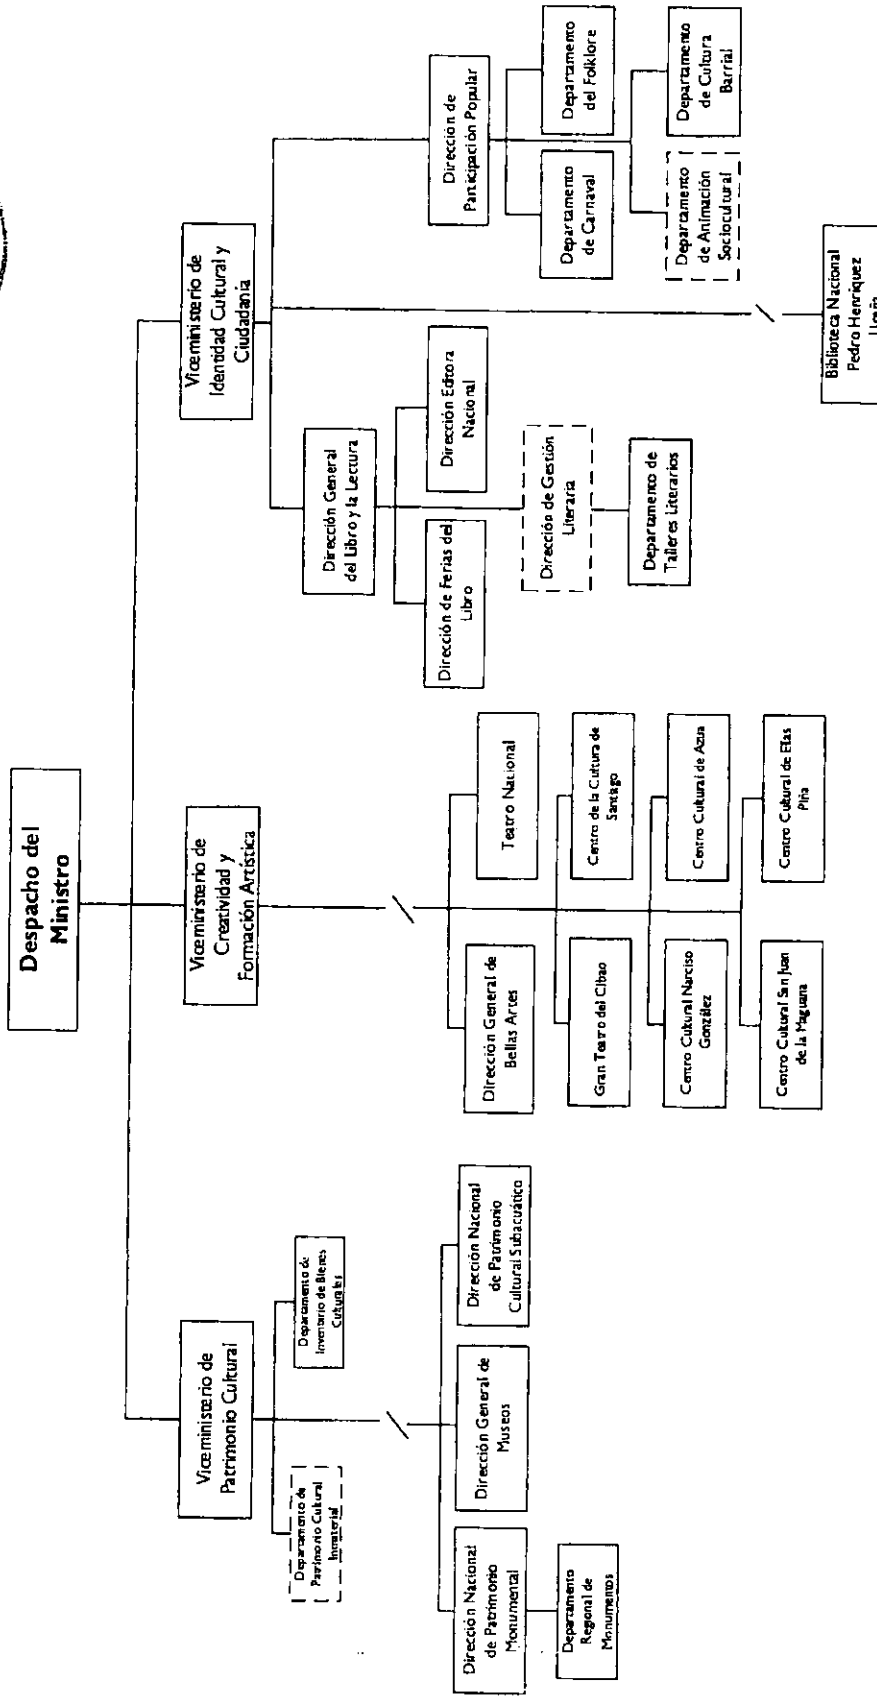 Despacho del
Ministro
Viceministerio de
Patrimonio Cultural
Viceministerio de
Creatividad y
Formación Artística
Viceministerio de
Identidad Cultural y
Ciudadanía
Departamento de
Patrimonio Cultural
Inmaterial
Departamento de
Inventario de Bienes
Culturales
Dirección Nacional
de Patrimonio
Monumental
Dirección General de
Museos
Dirección Nacional
de Patrimonio
Cultural Subacuático
Departamento
Regional de
Monumentos
Dirección General de
Bellas Artes
Teatro Nacional
Gran Teatro del Cibao
Centro de la Cultura de
Santiago
Centro Cultural Narciso
González
Centro Cultural de Azua
Centro Cultural San Juan
de la Maguana
Centro Cultural de Elías
Piña
Dirección General
del Libro y la Lectura
Dirección de Ferias del
Libro
Dirección Editora
Nacional
Dirección de Gestión
Literaria
Departamento de
Talleres Literarios
Dirección de
Participación Popular
Departamento
de Carnaval
Departamento
del Folklore
Departamento
de Animación
Sociocultural
Departamento
de Cultura
Barrial
Biblioteca Nacional
Pedro Henríquez